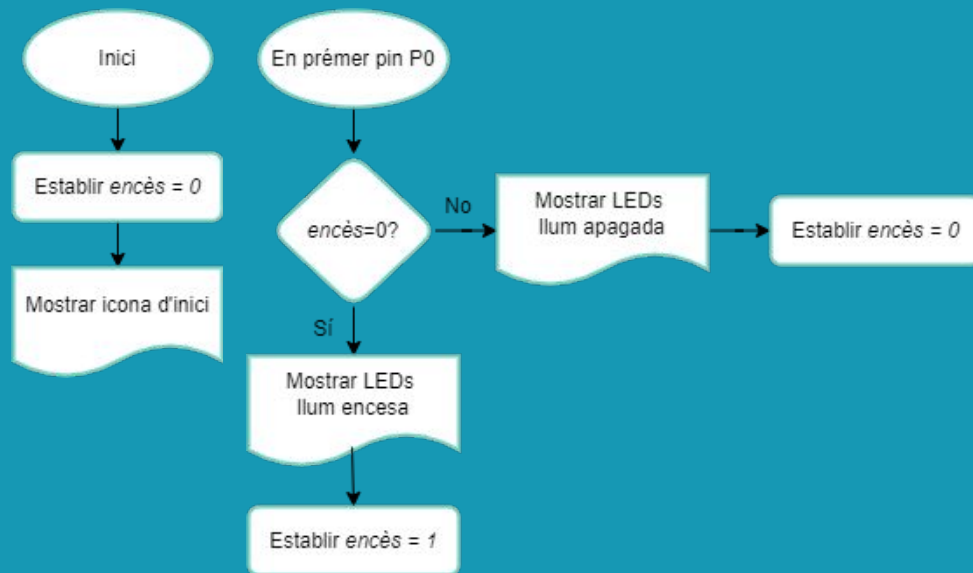 Inici
Establir encès = 0
Mostrar icona d'inici
En prémer pin P0
encès=0?
No
Mostrar LEDs
llum apagada
Establir encès = 0
Sí
Mostrar LEDs
llum encesa
Establir encès = 1